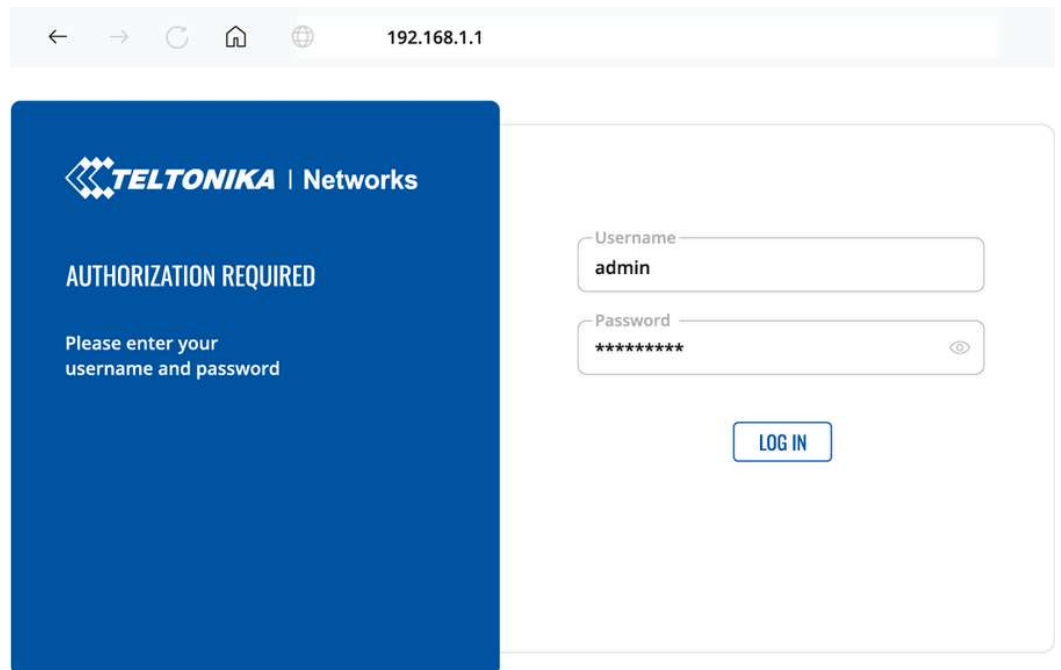 192.168.1.1
TELTONIKA | Networks
AUTHORIZATION REQUIRED
Please enter your
username and password
Username
admin
Password
*********
LOG IN